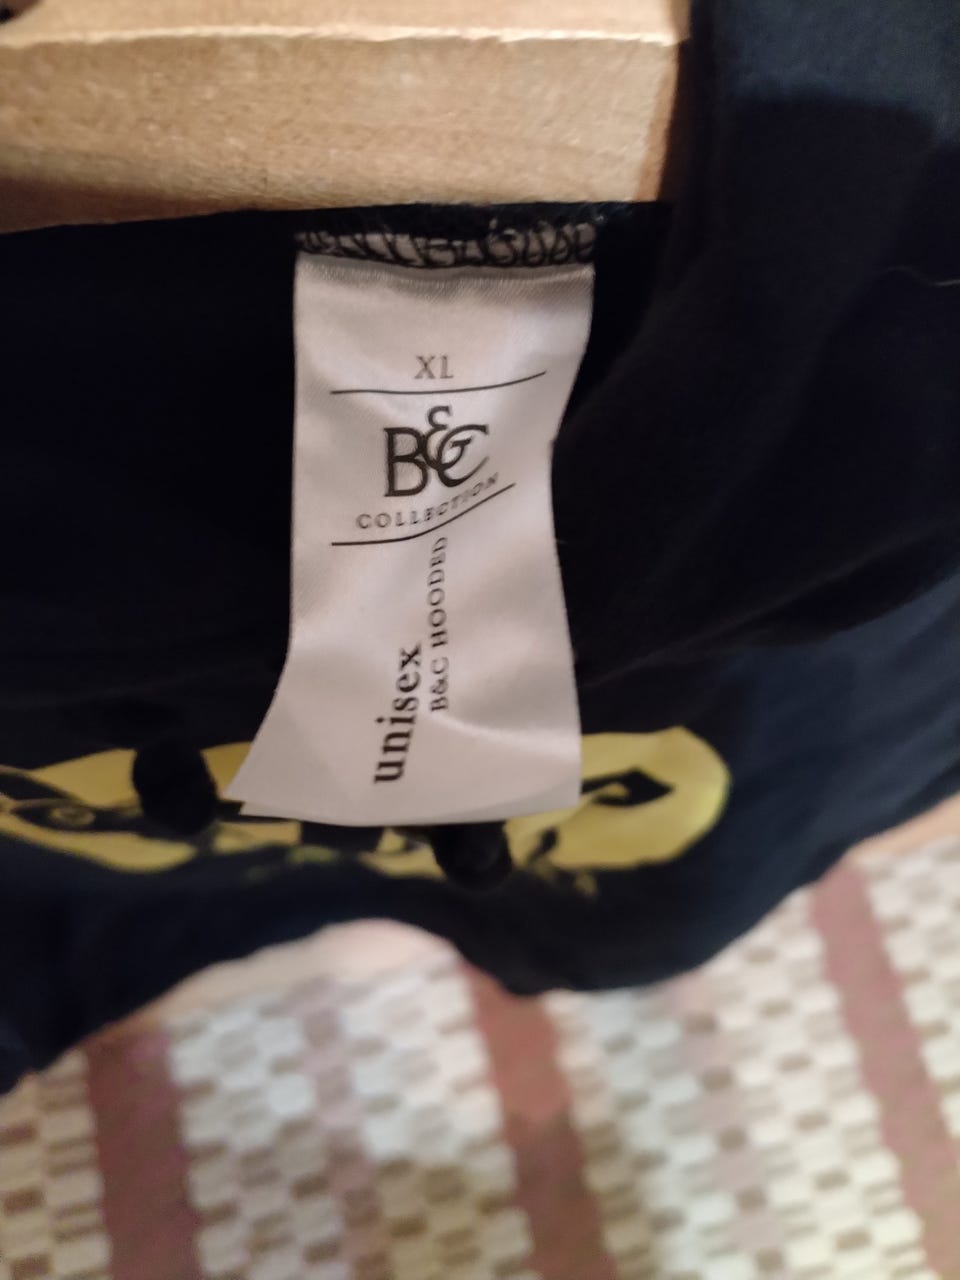 XL
B&C
COLLECTION
unisex
B&C HOODED